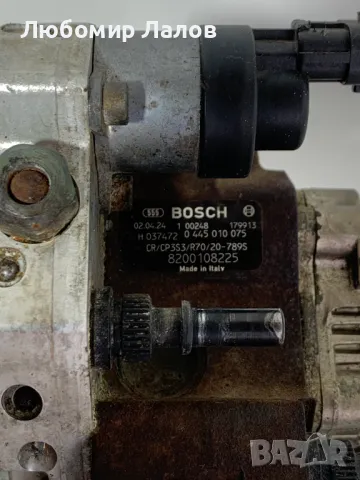 Любомир Лалов
BOSCH
02.04.24 1 00248 179913
H 037472 0 445 010 075
CR/CP3S3/R70/20-789S
8200108225
Made in Italy
BAZAR